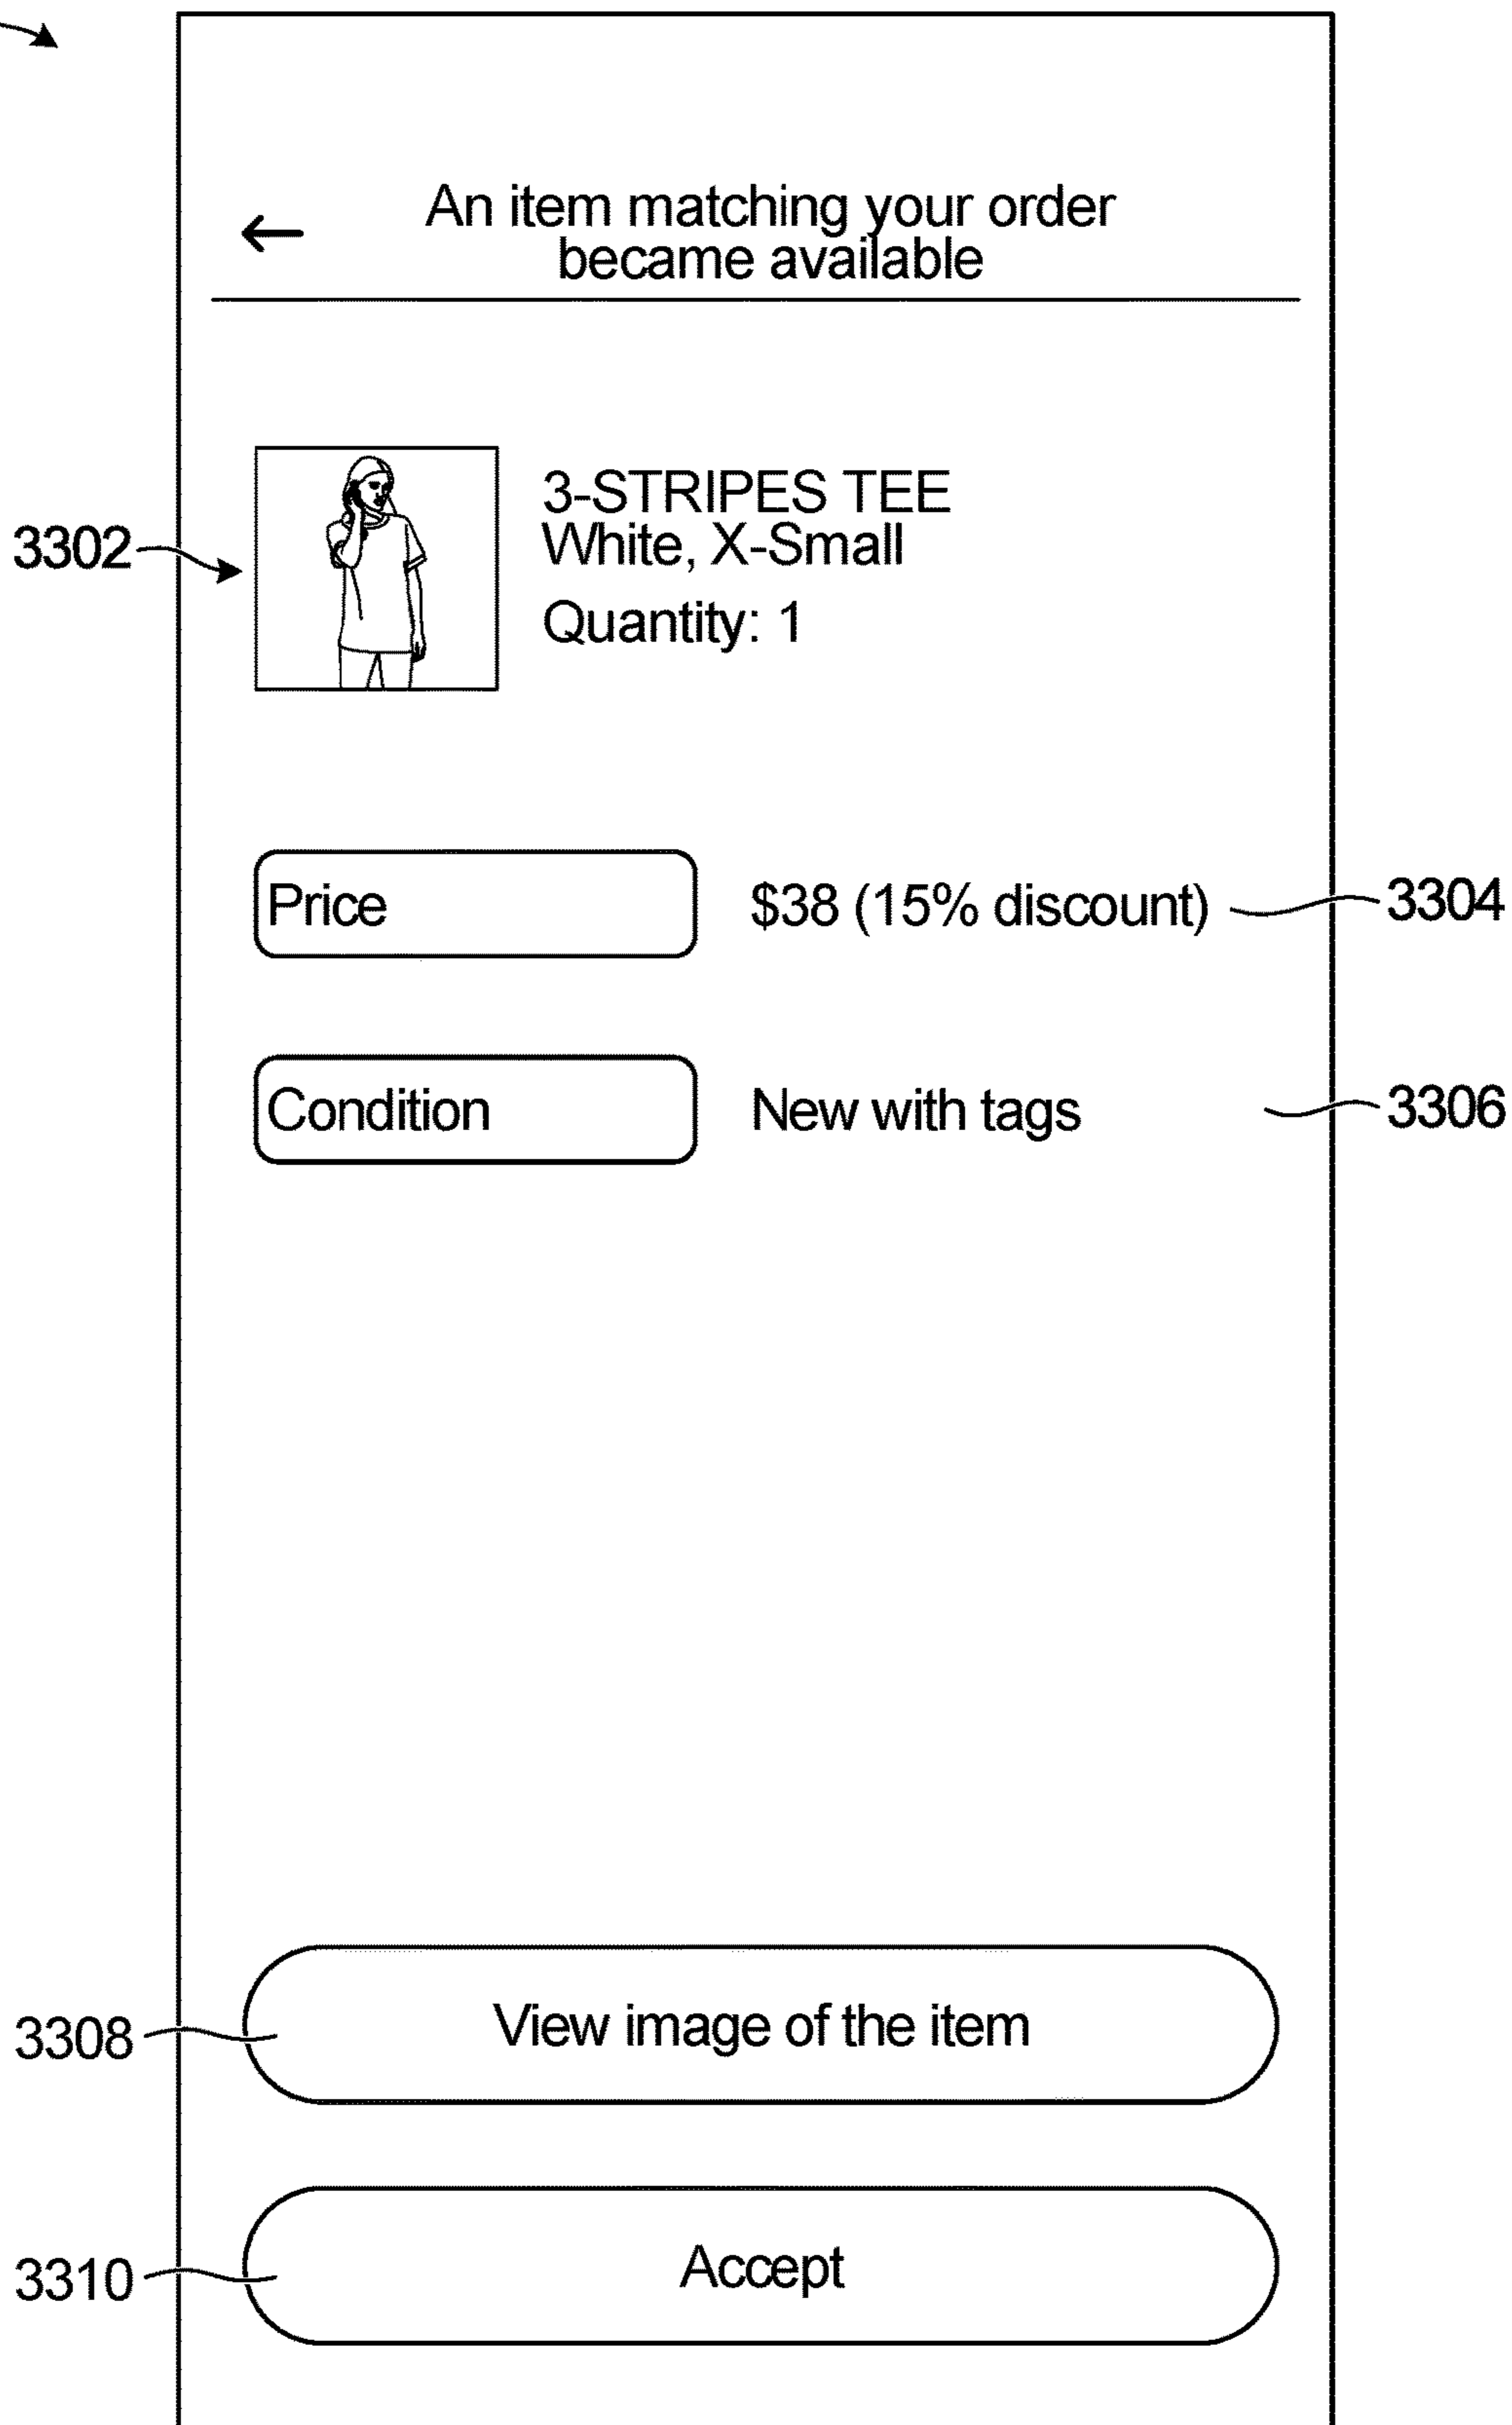 An item matching your order
became available
3302
3-STRIPES TEE
White, X-Small
Quantity: 1
Price
$38 (15% discount)
3304
Condition
New with tags
3306
3308
View image of the item
3310
Accept